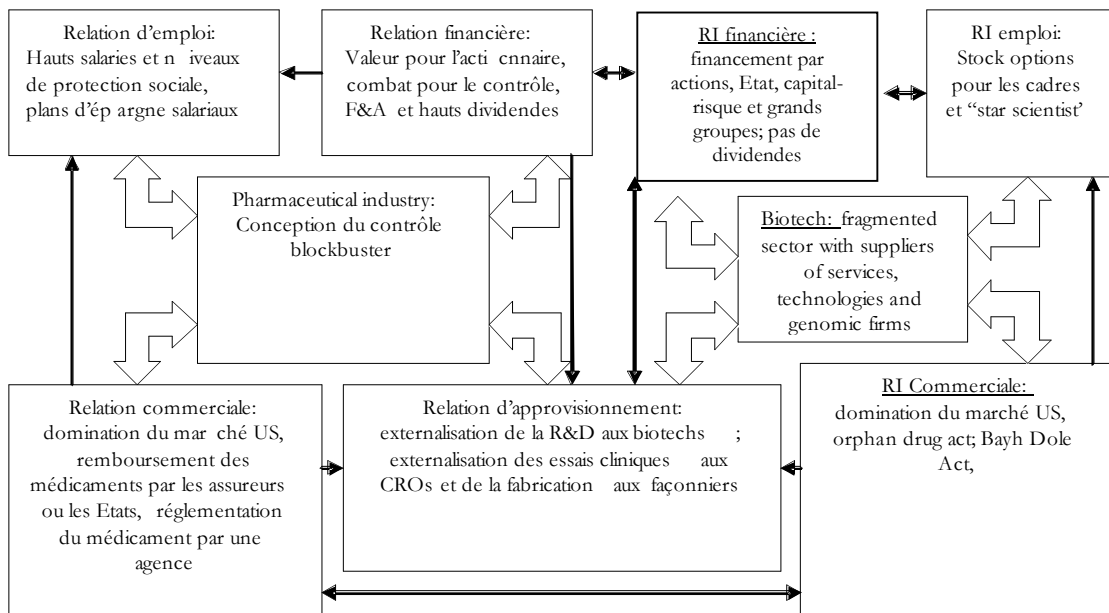 Relation d'emploi:
Hauts salaries et n iveaux
de protection sociale,
plans d'ép argne salariaux
Relation financière:
Valeur pour l'acti cnnaire,
combat pour le contrôle,
F&A et hauts dividendes
RI financière :
financement par
actions, Etat, capital-
risque et grands
groupes; pas de
dividendes
RI emploi:
Stock options
pour les cadres
et “star scientist’
Pharmaceutical industry:
Conception du contrôle
blockbuster
Biotech: fragmented
sector with suppliers
of services,
technologies and
genomic firms
Relation commerciale:
domination du mar ché US,
remboursement des
médicaments par les assureurs
ou les Etats, réglementation
du médicament par une
agence
Relation d'approvisionnement:
externalisation de la R&D aux biotechs ;
externalisation des essais cliniques aux
CROs et de la fabrication aux façonniers
RI Commerciale:
domination du marché US,
orphan drug act; Bayh Dole
Act,